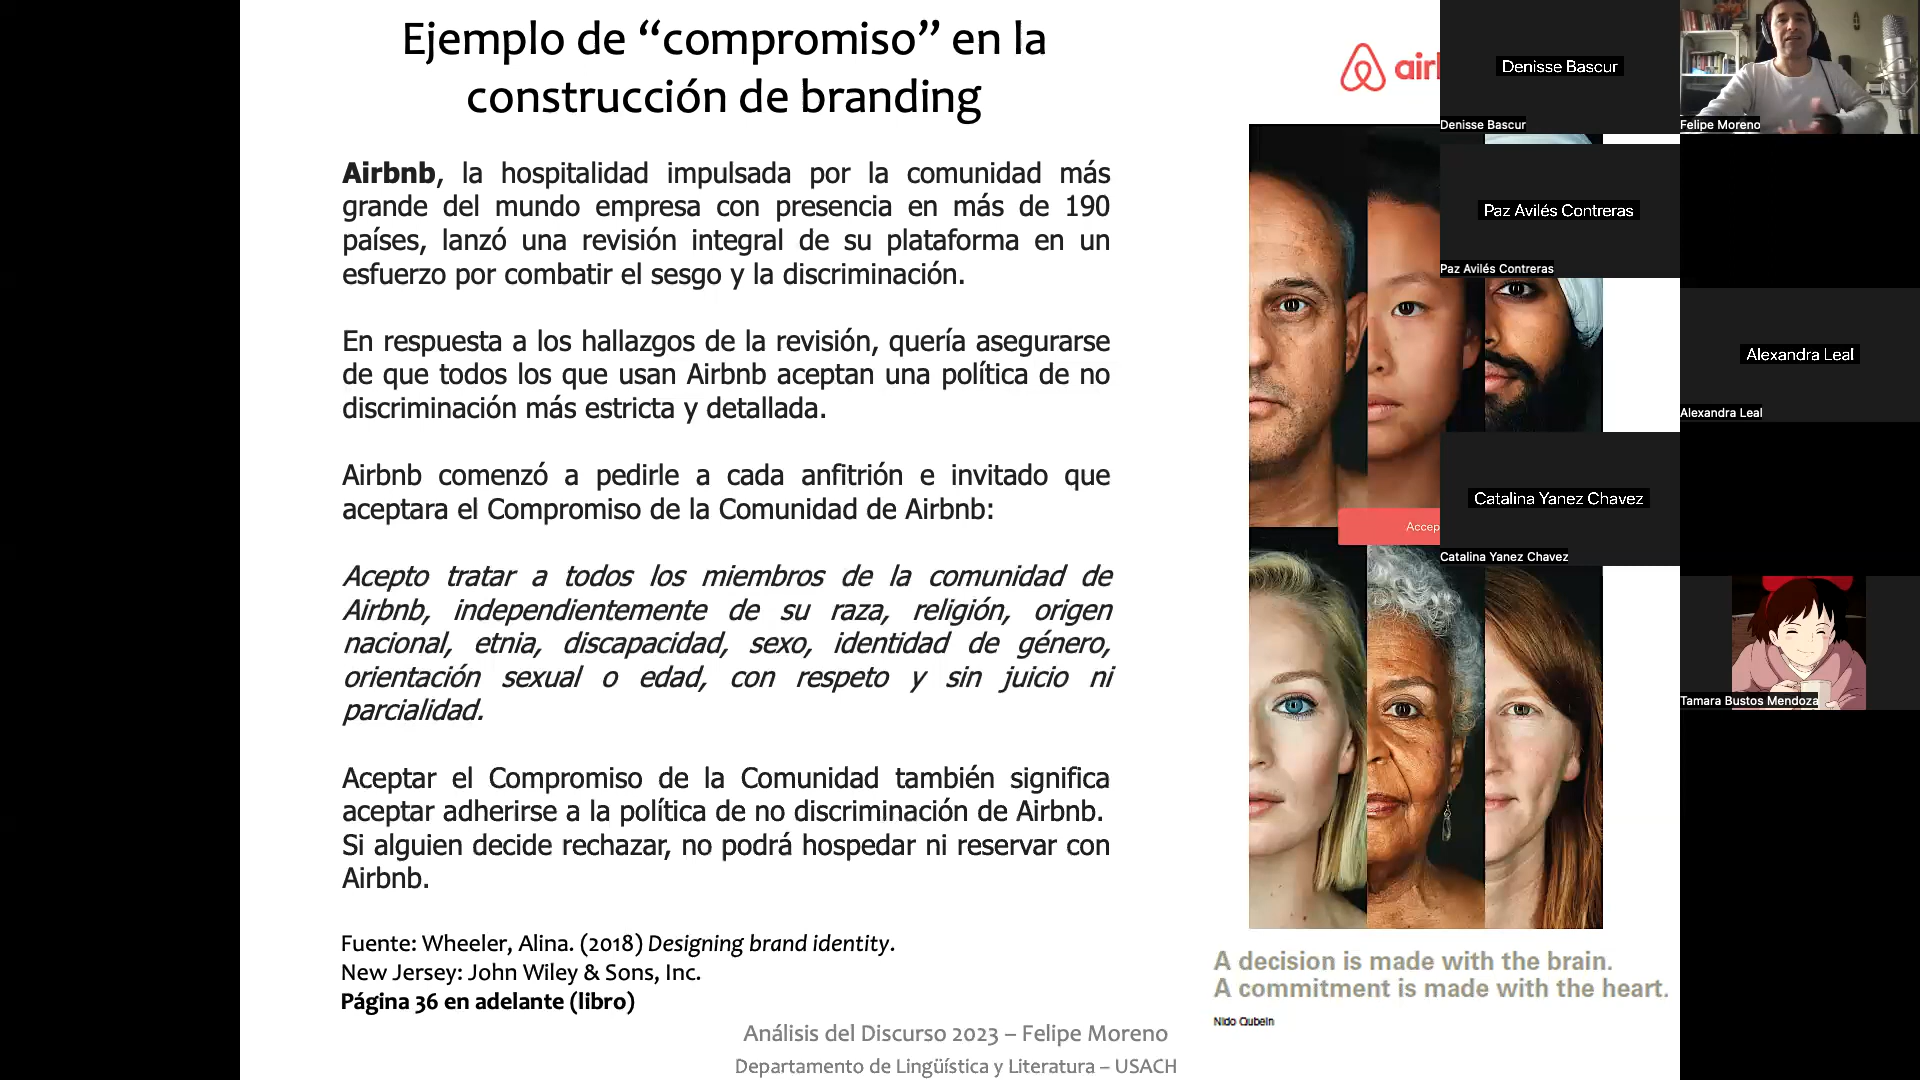 Ejemplo de “compromiso” en la
construcción de branding
Airbnb, la hospitalidad impulsada por la comunidad más
grande del mundo empresa con presencia en más de 190
países, lanzó una revisión integral de su plataforma en un
esfuerzo por combatir el sesgo y la discriminación.
En respuesta a los hallazgos de la revisión, quería asegurarse
de que todos los que usan Airbnb aceptan una política de no
discriminación más estricta y detallada.
Airbnb comenzó a pedirle a cada anfitrión e invitado que
aceptara el Compromiso de la Comunidad de Airbnb:
Acepto tratar a todos los miembros de la comunidad de
Airbnb, independientemente de su raza, religión, origen
nacional, etnia, discapacidad, sexo, identidad de género,
orientación sexual o edad, con respeto y sin juicio ni
parcialidad.
Aceptar el Compromiso de la Comunidad también significa
aceptar adherirse a la política de no discriminación de Airbnb.
Si alguien decide rechazar, no podrá hospedar ni reservar con
Airbnb.
Fuente: Wheeler, Alina. (2018) Designing brand identity.
New Jersey: John Wiley & Sons, Inc.
Página 36 en adelante (libro)
Análisis del Discurso 2023 – Felipe Moreno
Departamento de Lingüística y Literatura – USACH
Accep
A decision is made with the brain.
A commitment is made with the heart.
Nido Qubein
Denisse Bascur
Denisse Bascur
Felipe Moreno
Paz Avilés Contreras
Paz Avilés Contreras
Alexandra Leal
Alexandra Leal
Catalina Yanez Chavez
Catalina Yanez Chavez
Tamara Bustos Mendoza